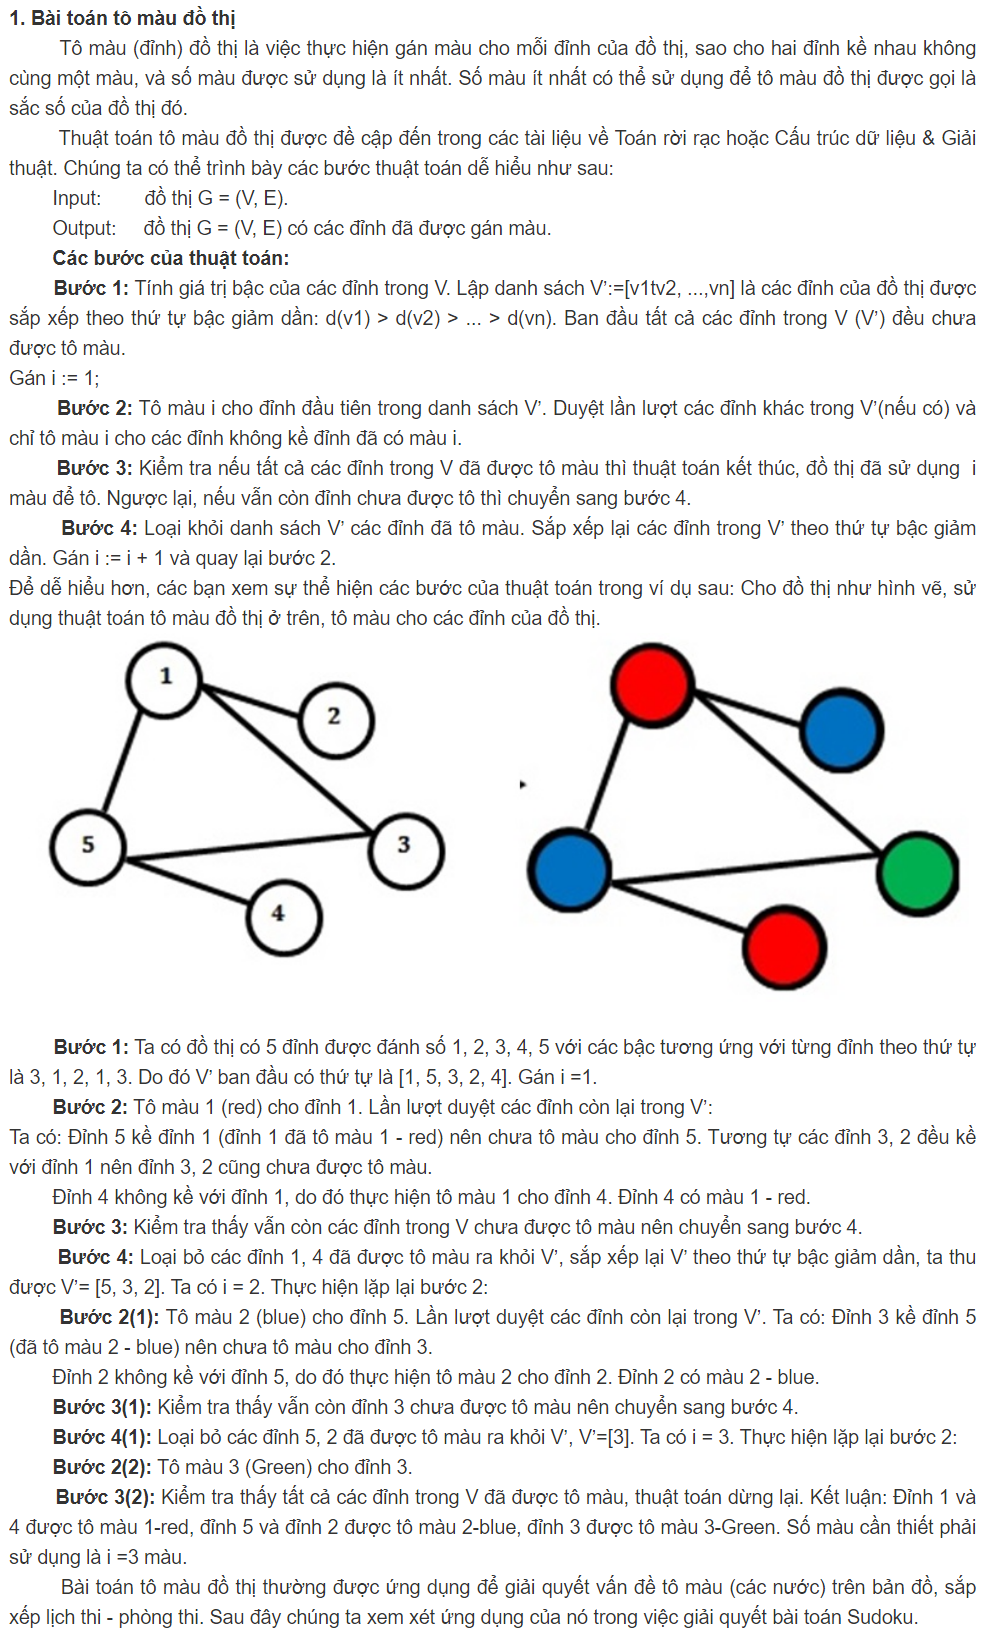 1. Bài toán tô màu đồ thị
Tô màu (đỉnh) đồ thị là việc thực hiện gán màu cho mỗi đỉnh của đồ thị, sao cho hai đỉnh kề nhau không
cùng một màu, và số màu được sử dụng là ít nhất. Số màu ít nhất có thể sử dụng để tô màu đồ thị được gọi là
sắc số của đồ thị đó.
Thuật toán tô màu đồ thị được đề cập đến trong các tài liệu về Toán rời rạc hoặc Cấu trúc dữ liệu & Giải
thuật. Chúng ta có thể trình bày các bước thuật toán dễ hiểu như sau:
Input: đồ thị G = (V, E).
Output: đồ thị G = (V, E) có các đỉnh đã được gán màu.
Các bước của thuật toán:
Bước 1: Tính giá trị bậc của các đỉnh trong V. Lập danh sách V’:=[v1tv2, ...,vn] là các đỉnh của đồ thị được
sắp xếp theo thứ tự bậc giảm dần: d(v1) > d(v2) > ... > d(vn). Ban đầu tất cả các đỉnh trong V (V’) đều chưa
được tô màu.
Gán i := 1;
Bước 2: Tô màu i cho đỉnh đầu tiên trong danh sách V’. Duyệt lần lượt các đỉnh khác trong V’(nếu có) và
chỉ tô màu i cho các đỉnh không kề đỉnh đã có màu i.
Bước 3: Kiểm tra nếu tất cả các đỉnh trong V đã được tô màu thì thuật toán kết thúc, đồ thị đã sử dụng i
màu để tô. Ngược lại, nếu vẫn còn đỉnh chưa được tô thì chuyển sang bước 4.
Bước 4: Loại khỏi danh sách V’ các đỉnh đã tô màu. Sắp xếp lại các đỉnh trong V’ theo thứ tự bậc giảm
dần. Gán i := i + 1 và quay lại bước 2.
Để dễ hiểu hơn, các bạn xem sự thể hiện các bước của thuật toán trong ví dụ sau: Cho đồ thị như hình vẽ, sử
dụng thuật toán tô màu đồ thị ở trên, tô màu cho các đỉnh của đồ thị.
1
2
5
3
4
Bước 1: Ta có đồ thị có 5 đỉnh được đánh số 1, 2, 3, 4, 5 với các bậc tương ứng với từng đỉnh theo thứ tự
là 3, 1, 2, 1, 3. Do đó V’ ban đầu có thứ tự là [1, 5, 3, 2, 4]. Gán i =1.
Bước 2: Tô màu 1 (red) cho đỉnh 1. Lần lượt duyệt các đỉnh còn lại trong V’:
Ta có: Đỉnh 5 kề đỉnh 1 (đỉnh 1 đã tô màu 1 - red) nên chưa tô màu cho đỉnh 5. Tương tự các đỉnh 3, 2 đều kề
với đỉnh 1 nên đỉnh 3, 2 cũng chưa được tô màu.
Đỉnh 4 không kề với đỉnh 1, do đó thực hiện tô màu 1 cho đỉnh 4. Đỉnh 4 có màu 1 - red.
Bước 3: Kiểm tra thấy vẫn còn các đỉnh trong V chưa được tô màu nên chuyển sang bước 4.
Bước 4: Loại bỏ các đỉnh 1, 4 đã được tô màu ra khỏi V’, sắp xếp lại V’ theo thứ tự bậc giảm dần, ta thu
được V’= [5, 3, 2]. Ta có i = 2. Thực hiện lặp lại bước 2:
Bước 2(1): Tô màu 2 (blue) cho đỉnh 5. Lần lượt duyệt các đỉnh còn lại trong V’. Ta có: Đỉnh 3 kề đỉnh 5
(đã tô màu 2 - blue) nên chưa tô màu cho đỉnh 3.
Đỉnh 2 không kề với đỉnh 5, do đó thực hiện tô màu 2 cho đỉnh 2. Đỉnh 2 có màu 2 - blue.
Bước 3(1): Kiểm tra thấy vẫn còn đỉnh 3 chưa được tô màu nên chuyển sang bước 4.
Bước 4(1): Loại bỏ các đỉnh 5, 2 đã được tô màu ra khỏi V’, V’=[3]. Ta có i = 3. Thực hiện lặp lại bước 2:
Bước 2(2): Tô màu 3 (Green) cho đỉnh 3.
Bước 3(2): Kiểm tra thấy tất cả các đỉnh trong V đã được tô màu, thuật toán dừng lại. Kết luận: Đỉnh 1 và
4 được tô màu 1-red, đỉnh 5 và đỉnh 2 được tô màu 2-blue, đỉnh 3 được tô màu 3-Green. Số màu cần thiết phải
sử dụng là i =3 màu.
Bài toán tô màu đồ thị thường được ứng dụng để giải quyết vấn đề tô màu (các nước) trên bản đồ, sắp
xếp lịch thi - phòng thi. Sau đây chúng ta xem xét ứng dụng của nó trong việc giải quyết bài toán Sudoku.